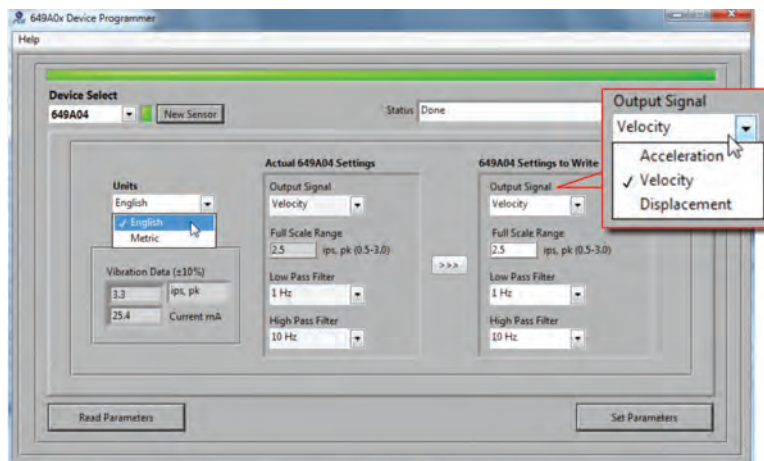 649A0x Device Programmer
Help
Device Select
649A04
New Sensor
Status
Done
Output Signal
Velocity
Acceleration
✓ Velocity
Displacement
Units
English
✓ English
Metric
Vibration Data (±10%)
3.3
ips, pk
25.4
Current mA
Actual 649A04 Settings
Output Signal
Velocity
Full Scale Range
2.5
ips, pk (0.5-3.0)
Low Pass Filter
1 Hz
High Pass Filter
10 Hz
>>>
649A04 Settings to Write
Output Signal
Velocity
Full Scale Range
2.5
ips, pk (0.5-3.0)
Low Pass Filter
1 Hz
High Pass Filter
10 Hz
Read Parameters
Set Parameters